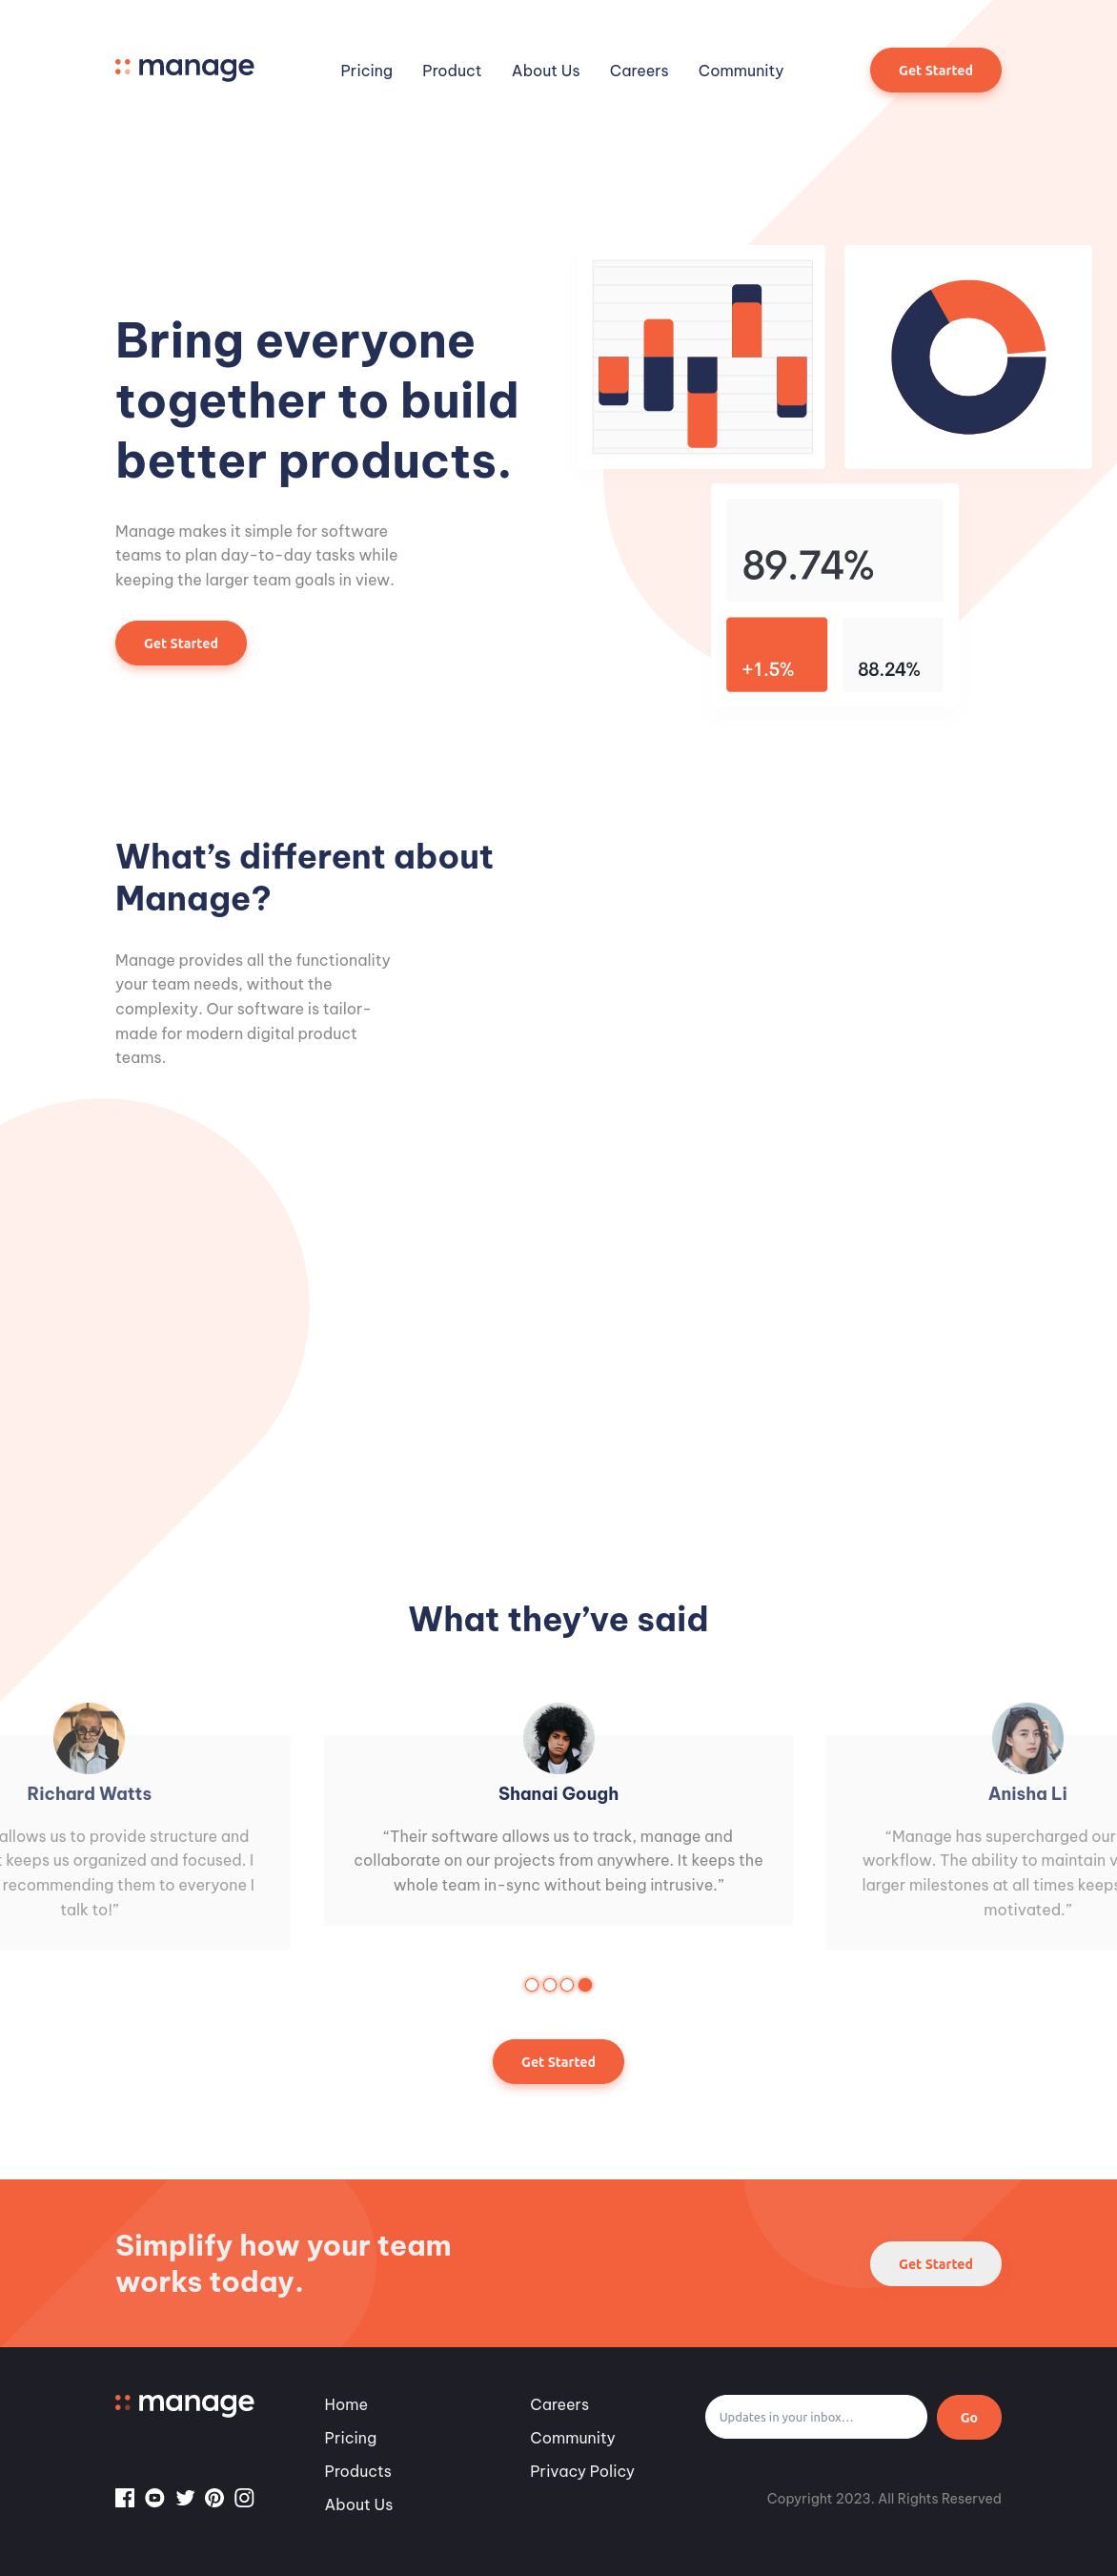 manage
Pricing
Product
About Us
Careers
Community
Get Started
Bring everyone
together to build
better products.
Manage makes it simple for software
teams to plan day-to-day tasks while
keeping the larger team goals in view.
Get Started
89.74%
+1.5%
88.24%
What’s different about
Manage?
Manage provides all the functionality
your team needs, without the
complexity. Our software is tailor-
made for modern digital product
teams.
What they’ve said
Richard Watts
allows us to provide structure and
keeps us organized and focused. I
recommending them to everyone I
talk to!”
Shanai Gough
“Their software allows us to track, manage and
collaborate on our projects from anywhere. It keeps the
whole team in-sync without being intrusive.”
Anisha Li
“Manage has supercharged our
workflow. The ability to maintain
larger milestones at all times keeps
motivated.”
Get Started
Simplify how your team
works today.
Get Started
manage
Home
Pricing
Products
About Us
Careers
Community
Privacy Policy
Updates in your inbox…
Go
Copyright 2023. All Rights Reserved